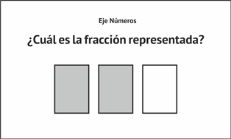 Eje Números
¿Cuál es la fracción representada?